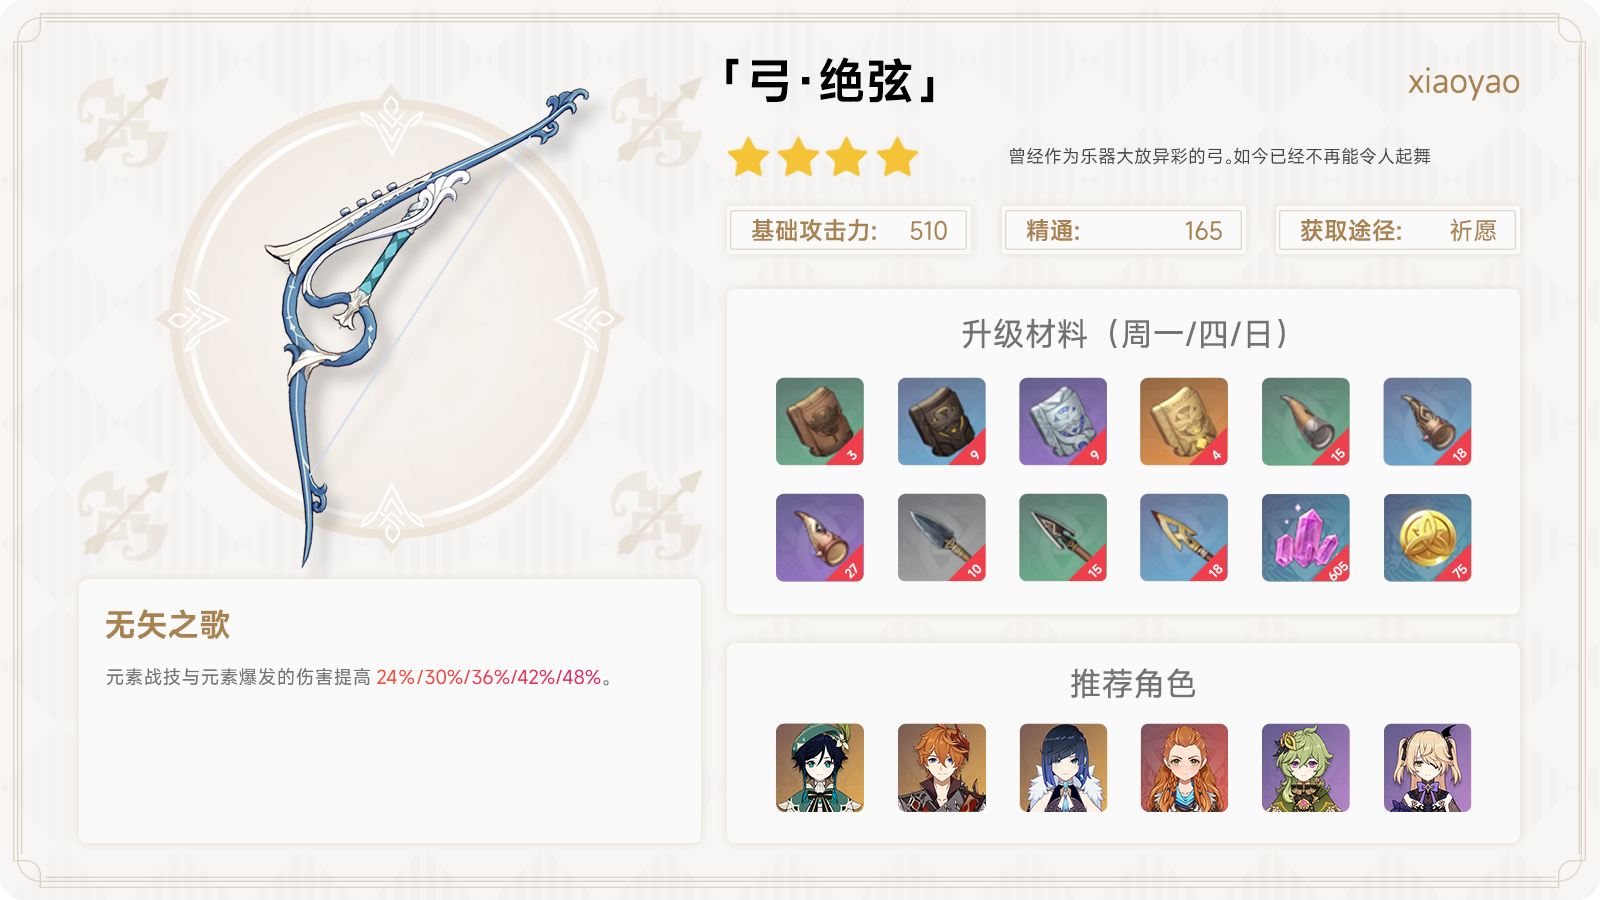 「弓·绝弦」
xiaoyao
曾经作为乐器大放异彩的弓。如今已经不再能令人起舞
基础攻击力: 510
精通: 165
获取途径: 祈愿
升级材料（周一/四/日）
3 9 9 4 15 18
27 10 15 18 605 75
无矢之歌
元素战技与元素爆发的伤害提高 24%/30%/36%/42%/48%。
推荐角色